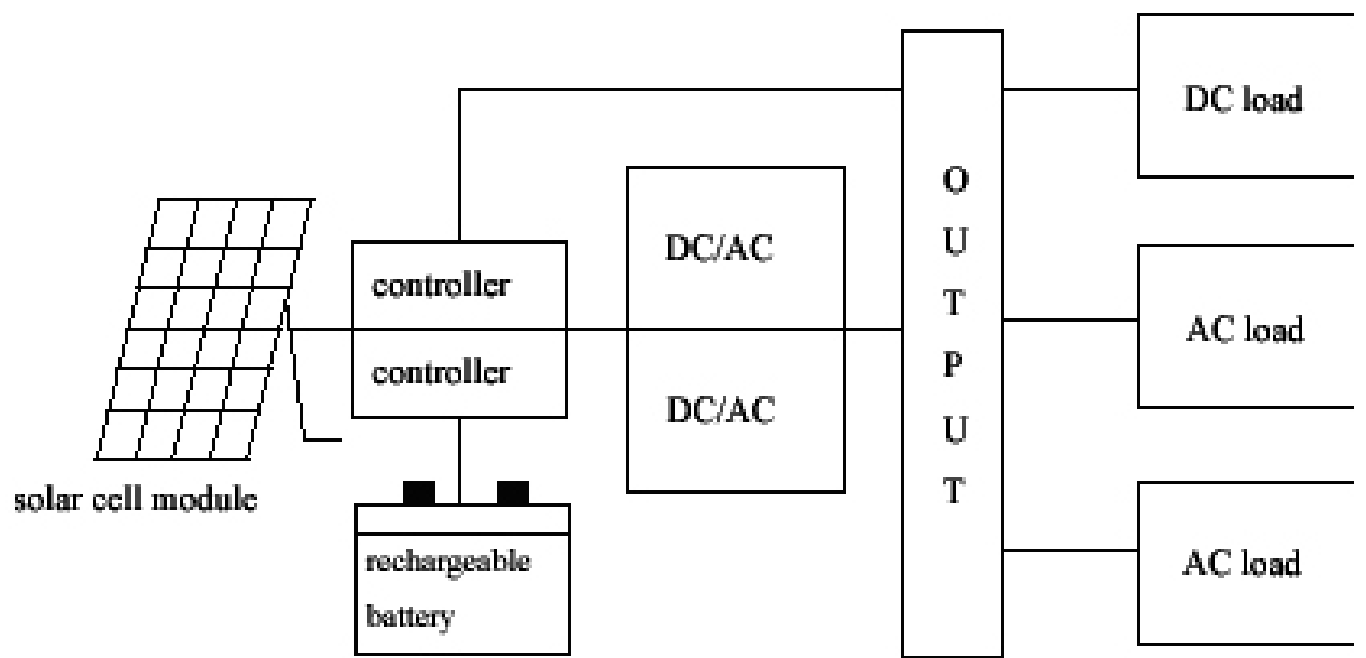 DC load
O
U
T
P
U
T
DC/AC
controller
AC load
controller
DC/AC
solar cell module
rechargeable
battery
AC load